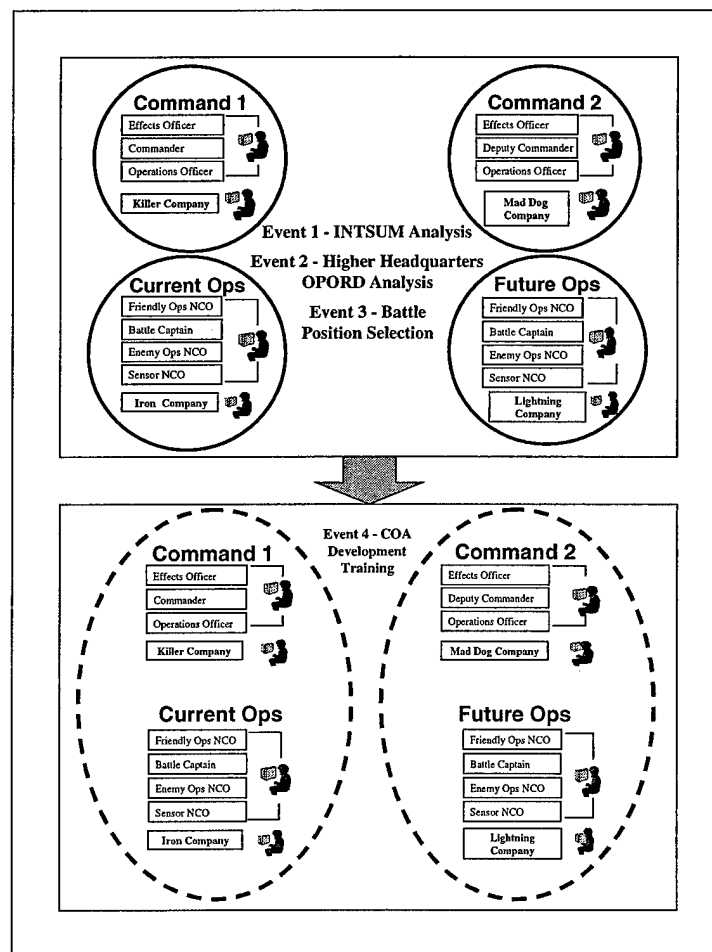 Command 1
Effects Officer
Commander
Operations Officer
Killer Company
Command 2
Effects Officer
Deputy Commander
Operations Officer
Mad Dog
Company
Event 1 - INTSUM Analysis
Event 2 - Higher Headquarters
OPORD Analysis
Event 3 - Battle
Position Selection
Current Ops
Friendly Ops NCO
Battle Captain
Enemy Ops NCO
Sensor NCO
Iron Company
Future Ops
Friendly Ops NCO
Battle Captain
Enemy Ops NCO
Sensor NCO
Lightning
Company
Event 4 - COA
Development
Training
Command 1
Effects Officer
Commander
Operations Officer
Killer Company
Command 2
Effects Officer
Deputy Commander
Operations Officer
Mad Dog Company
Current Ops
Friendly Ops NCO
Battle Captain
Enemy Ops NCO
Sensor NCO
Iron Company
Future Ops
Friendly Ops NCO
Battle Captain
Enemy Ops NCO
Sensor NCO
Lightning
Company